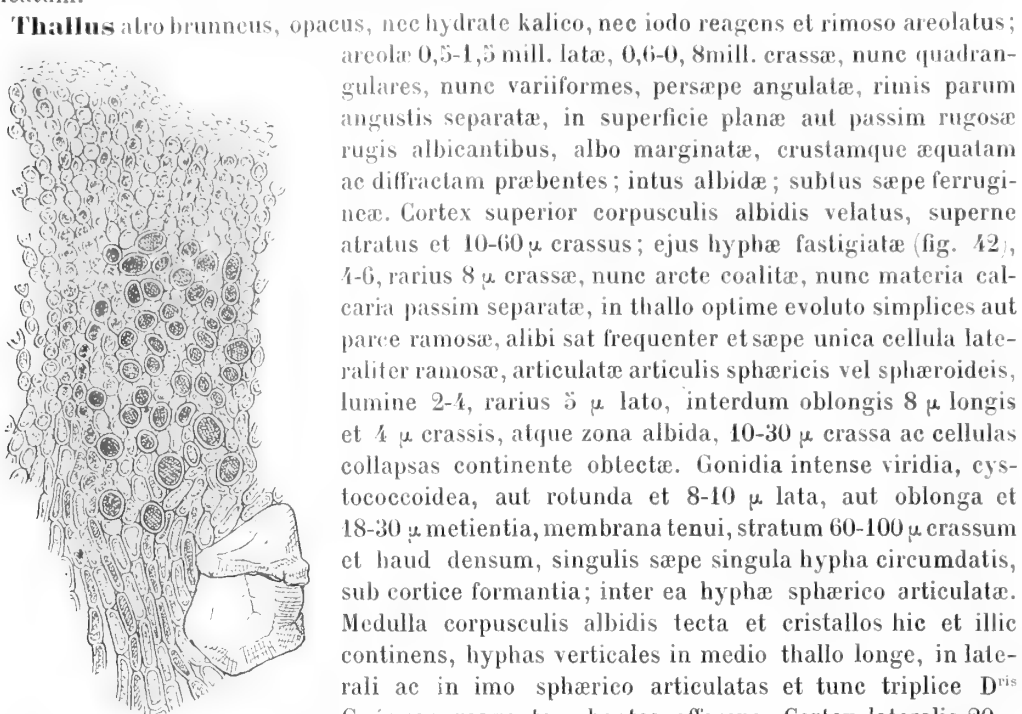 Thallus atro brunneus, opacus, nec hydrate kalico, nec iodo reagens et rimoso areolatus;
areolæ 0,5-1,5 mill. latæ, 0,6-0, 8mill. crassæ, nunc quadran-
gulares, nunc variiformes, persæpe angulatæ, rimis parum
angustis separatæ, in superficie planæ aut passim rugosæ
rugis albicantibus, albo marginatæ, crustamque æquatam
ac diffractam præbentes; intus albidæ; subtus sæpe ferrugi-
neæ. Cortex superior corpusculis albidis velatus, superne
atratus et 10-60 μ crassus; ejus hyphæ fastigiatæ (fig. 42),
4-6, rarius 8 μ crassæ, nunc arcte coalitæ, nunc materia cal-
caria passim separatæ, in thallo optime evoluto simplices aut
parce ramosæ, alibi sat frequenter et sæpe unica cellula late-
raliter ramosæ, articulatæ articulis sphæricis vel sphæroideis,
lumine 2-4, rarius 5 μ lato, interdum oblongis 8 μ longis
et 4 μ crassis, atque zona albida, 10-30 μ crassa ac cellulas
collapsas continente obtectæ. Gonidia intense viridia, cys-
tococcoidea, aut rotunda et 8-10 μ lata, aut oblonga et
18-30 μ metientia, membrana tenui, stratum 60-100 μ crassum
et haud densum, singulis sæpe singula hypha circumdatis,
sub cortice formantia; inter ea hyphæ sphærico articulatæ.
Medulla corpusculis albidis tecta et cristallos hic et illic
continens, hyphas verticales in medio thallo longe, in late-
rali ac in imo sphærico articulatas et tunc triplice D^ris